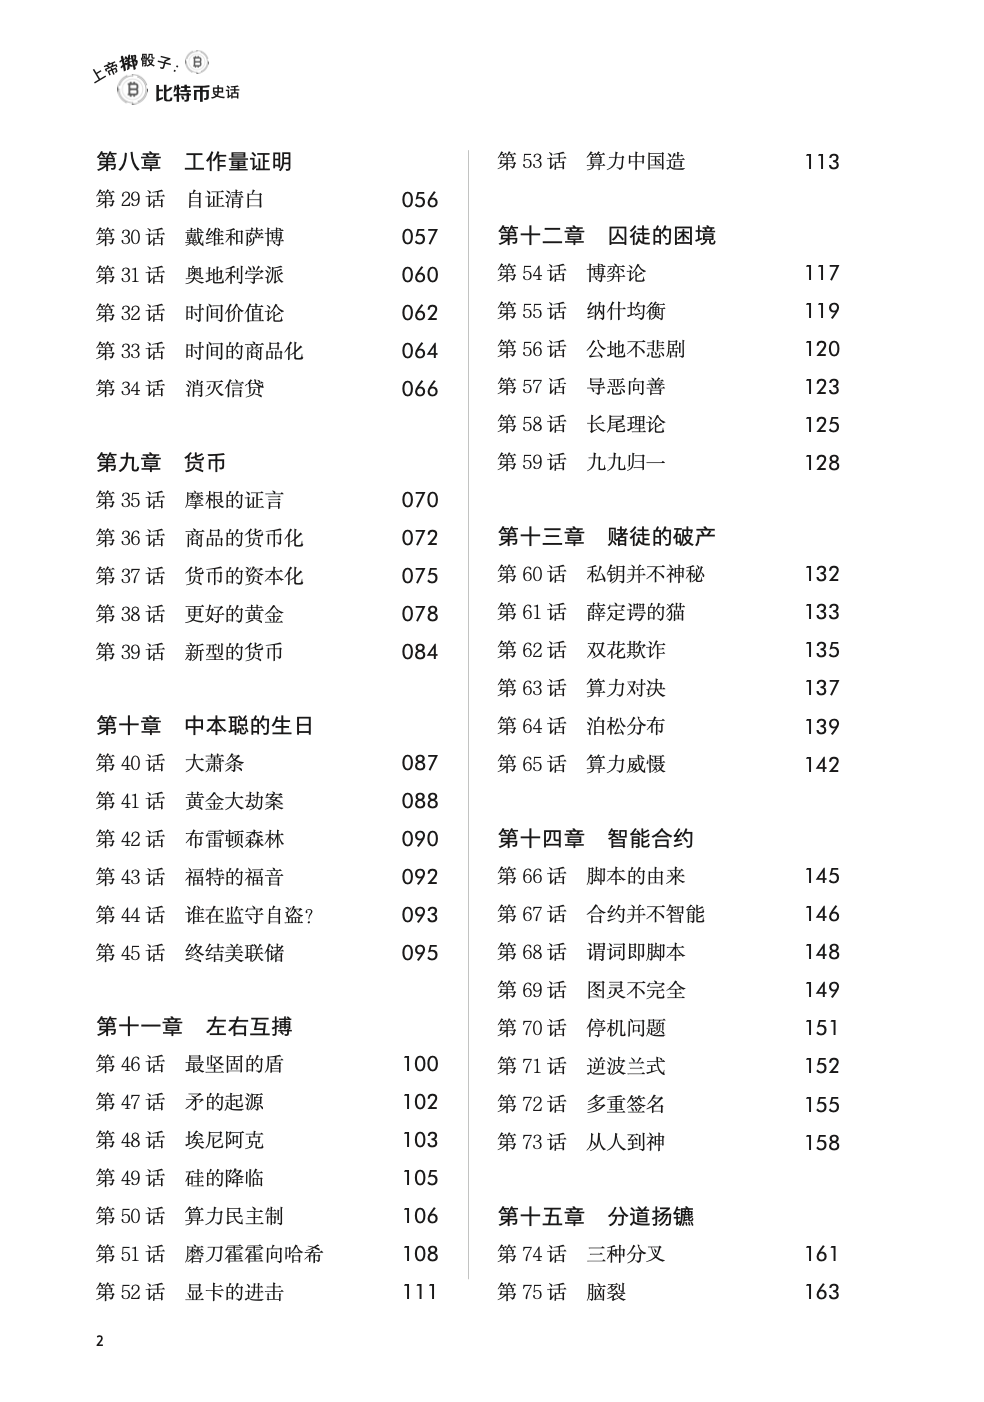 上帝掷骰子：
比特币史话
第八章 工作量证明
第 29 话 自证清白 056
第 30 话 戴维和萨博 057
第 31 话 奥地利学派 060
第 32 话 时间价值论 062
第 33 话 时间的商品化 064
第 34 话 消灭信贷 066
第九章 货币
第 35 话 摩根的证言 070
第 36 话 商品的货币化 072
第 37 话 货币的资本化 075
第 38 话 更好的黄金 078
第 39 话 新型的货币 084
第十章 中本聪的生日
第 40 话 大萧条 087
第 41 话 黄金大劫案 088
第 42 话 布雷顿森林 090
第 43 话 福特的福音 092
第 44 话 谁在监守自盗？ 093
第 45 话 终结美联储 095
第十一章 左右互搏
第 46 话 最坚固的盾 100
第 47 话 矛的起源 102
第 48 话 埃尼阿克 103
第 49 话 硅的降临 105
第 50 话 算力民主制 106
第 51 话 磨刀霍霍向哈希 108
第 52 话 显卡的进击 111
第 53 话 算力中国造 113
第十二章 囚徒的困境
第 54 话 博弈论 117
第 55 话 纳什均衡 119
第 56 话 公地不悲剧 120
第 57 话 导恶向善 123
第 58 话 长尾理论 125
第 59 话 九九归一 128
第十三章 赌徒的破产
第 60 话 私钥并不神秘 132
第 61 话 薛定谔的猫 133
第 62 话 双花欺诈 135
第 63 话 算力对决 137
第 64 话 泊松分布 139
第 65 话 算力威慑 142
第十四章 智能合约
第 66 话 脚本的由来 145
第 67 话 合约并不智能 146
第 68 话 谓词即脚本 148
第 69 话 图灵不完全 149
第 70 话 停机问题 151
第 71 话 逆波兰式 152
第 72 话 多重签名 155
第 73 话 从人到神 158
第十五章 分道扬镳
第 74 话 三种分叉 161
第 75 话 脑裂 163
2